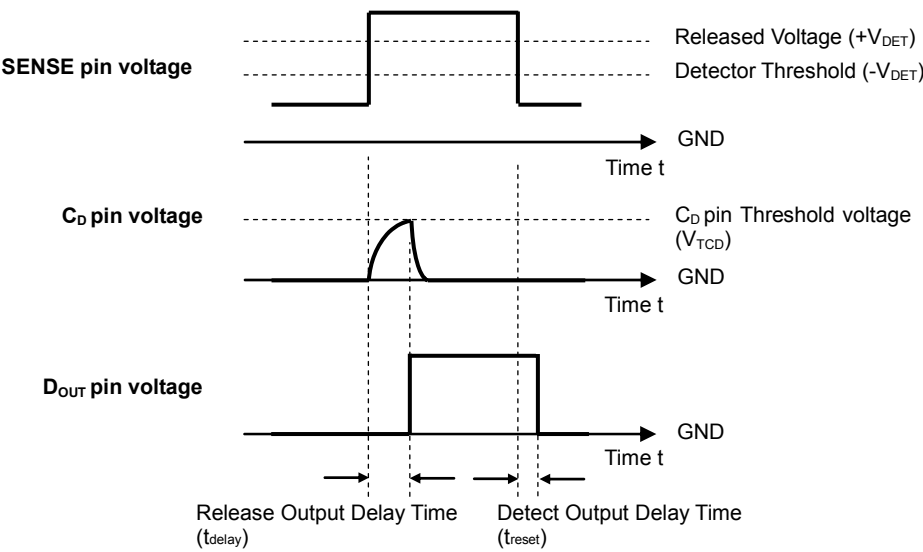 Released Voltage (+VDET)
SENSE pin voltage
Detector Threshold (-VDET)
GND
Time t
CD pin voltage
CD pin Threshold voltage
(VTCD)
GND
Time t
DOUT pin voltage
GND
Time t
Release Output Delay Time
(tdelay)
Detect Output Delay Time
(treset)